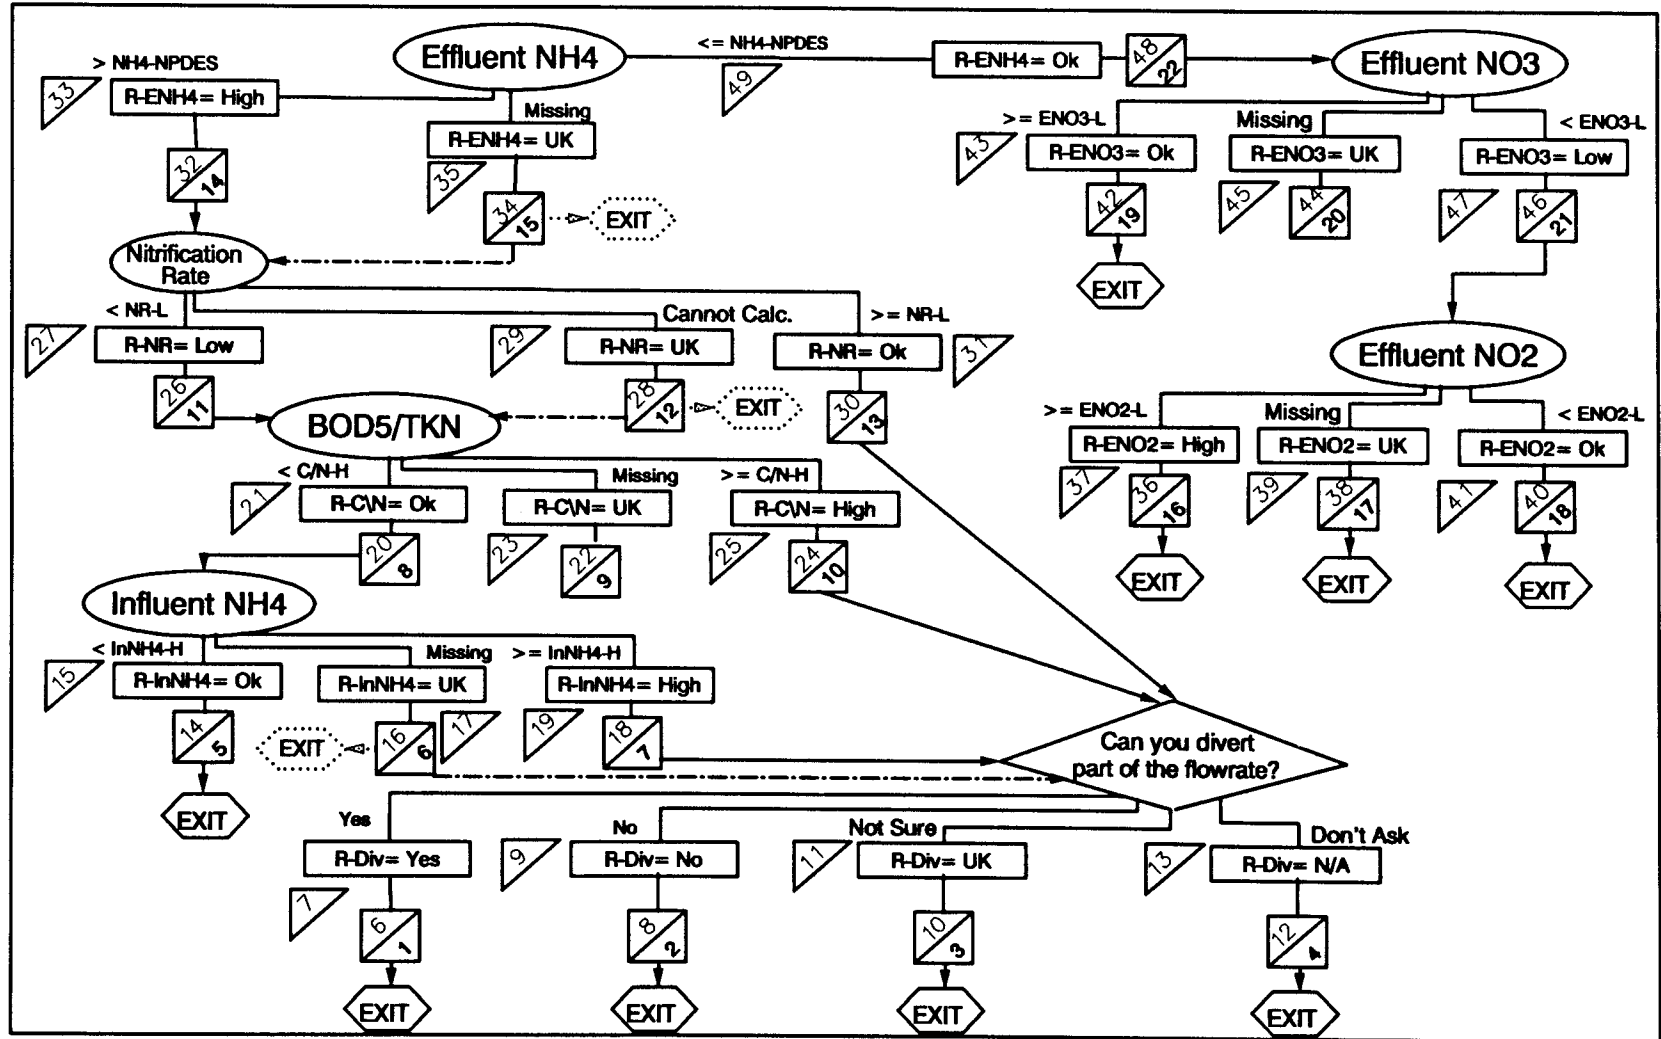 Effluent NH4
<= NH4-NPDES
49
R-ENH4= Ok
48
22
Effluent NO3
> NH4-NPDES
33
R-ENH4= High
32
14
Missing
R-ENH4= UK
35
34
15
EXIT
>= ENO3-L
43
R-ENO3= Ok
42
19
EXIT
Missing
R-ENO3= UK
45
44
20
< ENO3-L
R-ENO3= Low
47
46
21
Nitrification
Rate
< NR-L
27
R-NR= Low
26
11
Cannot Calc.
29
R-NR= UK
28
12
EXIT
>= NR-L
R-NR= Ok
31
30
13
Effluent NO2
>= ENO2-L
R-ENO2= High
37
36
16
EXIT
Missing
R-ENO2= UK
39
38
17
EXIT
< ENO2-L
R-ENO2= Ok
41
40
18
EXIT
BOD5/TKN
< C/N-H
21
R-C\N= Ok
20
8
Missing
R-C\N= UK
23
22
9
>= C/N-H
R-C\N= High
25
24
10
Influent NH4
< InNH4-H
15
R-InNH4= Ok
14
5
EXIT
Missing
R-InNH4= UK
EXIT
16
6
17
>= InNH4-H
R-InNH4= High
19
18
7
Can you divert
part of the flowrate?
Yes
R-Div= Yes
7
6
1
EXIT
No
9
R-Div= No
8
2
EXIT
Not Sure
11
R-Div= UK
10
3
EXIT
Don't Ask
13
R-Div= N/A
12
4
EXIT